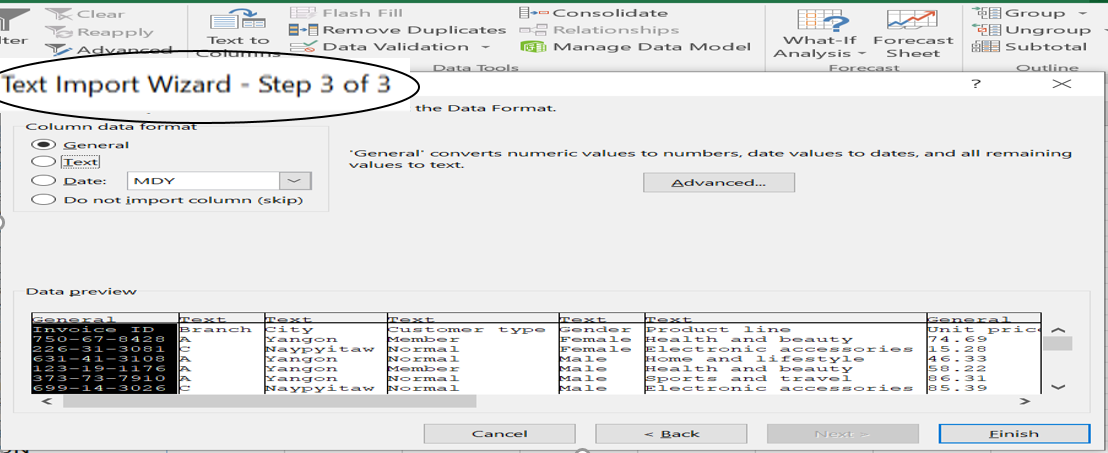 Clear
Reapply
Advanced
Text to
Columns
Flash Fill
Remove Duplicates
Data Validation
Consolidate
Relationships
Manage Data Model
Data Tools
What-If
Analysis
Forecast
Sheet
Forecast
Group
Ungroup
Subtotal
Outline
Text Import Wizard - Step 3 of 3
?
the Data Format.
Column data format
General
Text
Date: MDY
Do not import column (skip)
'General' converts numeric values to numbers, date values to dates, and all remaining
values to text.
Advanced...
Data preview
General Text Text Text Text Text General
Invoice ID Branch City Customer type Gender Product line Unit
750-67-8428 A Yangon Member Female Health and beauty 74.69
226-31-3081 C Naypyitaw Normal Female Electronic accessories 15.28
631-41-3108 A Yangon Normal Male Home and lifestyle 46.33
123-19-1176 A Yangon Member Male Health and beauty 58.22
373-73-7910 A Yangon Normal Male Sports and travel 86.31
699-14-3026 C Naypyitaw Normal Male Electronic accessories 85.39
Cancel
< Back
Next >
Finish